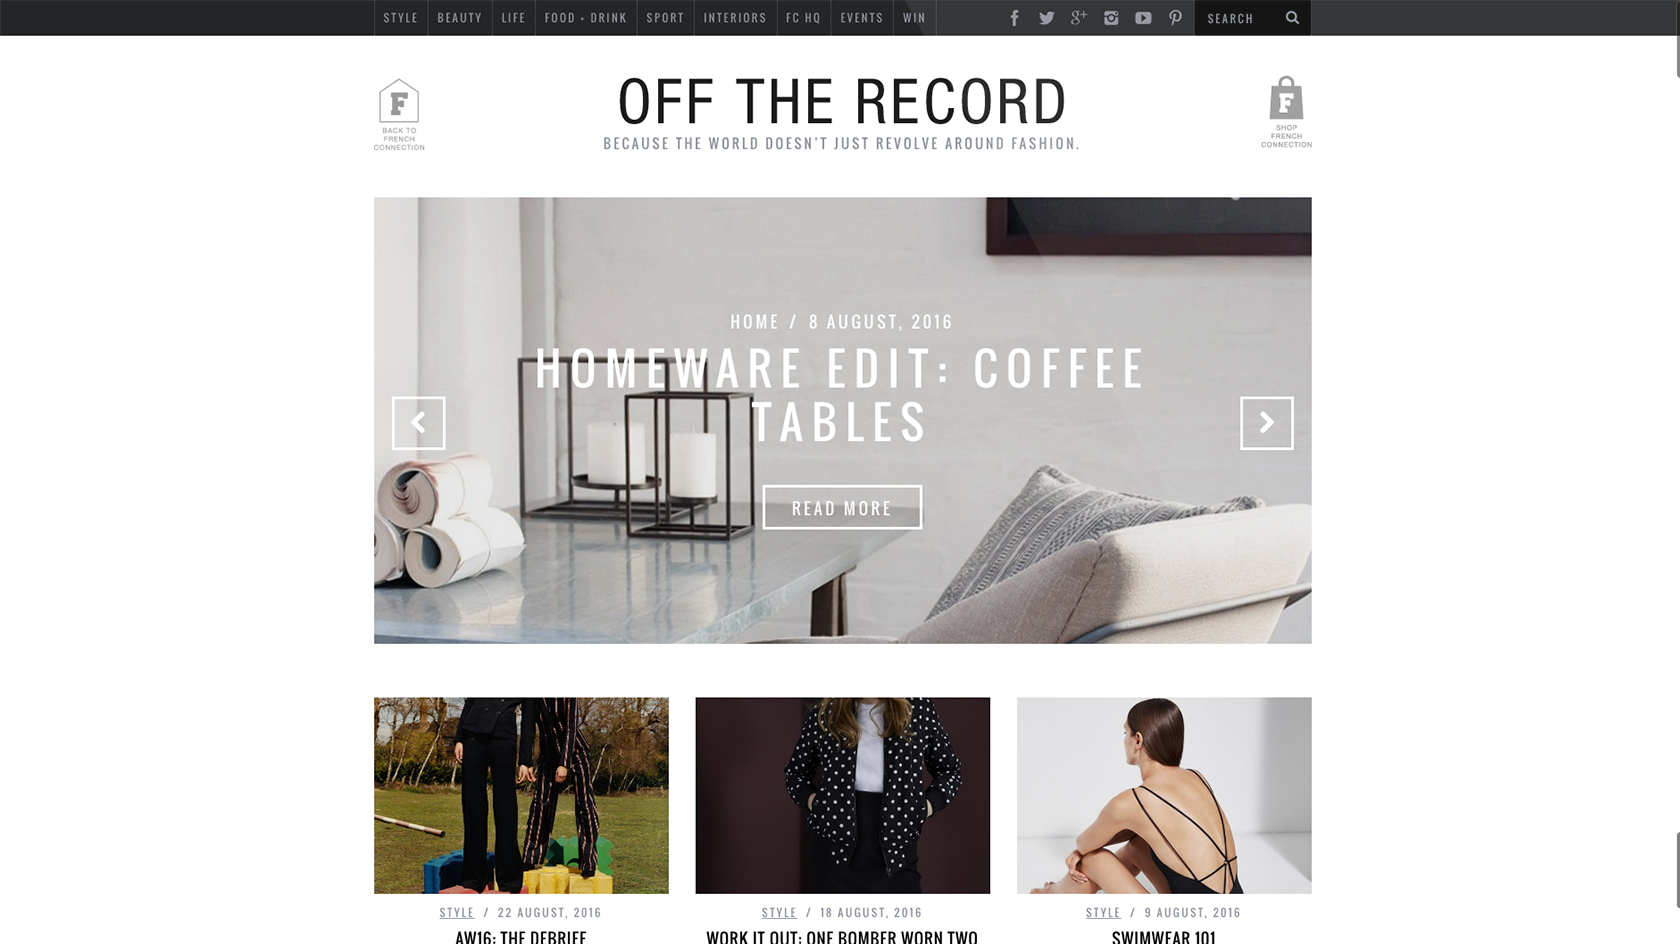 STYLE
BEAUTY
LIFE
FOOD + DRINK
SPORT
INTERIORS
FC HQ
EVENTS
WIN
SEARCH
F
BACK TO
FRENCH
CONNECTION
OFF THE RECORD
BECAUSE THE WORLD DOESN'T JUST REVOLVE AROUND FASHION.
F
SHOP
FRENCH
CONNECTION
HOME / 8 AUGUST, 2016
HOMEWARE EDIT: COFFEE
TABLES
READ MORE
STYLE / 22 AUGUST, 2016
AW16: THE DEBRIEF
STYLE / 18 AUGUST, 2016
WORK IT OUT: ONE BOMBER WORN TWO
STYLE / 9 AUGUST, 2016
SWIMWEAR 101